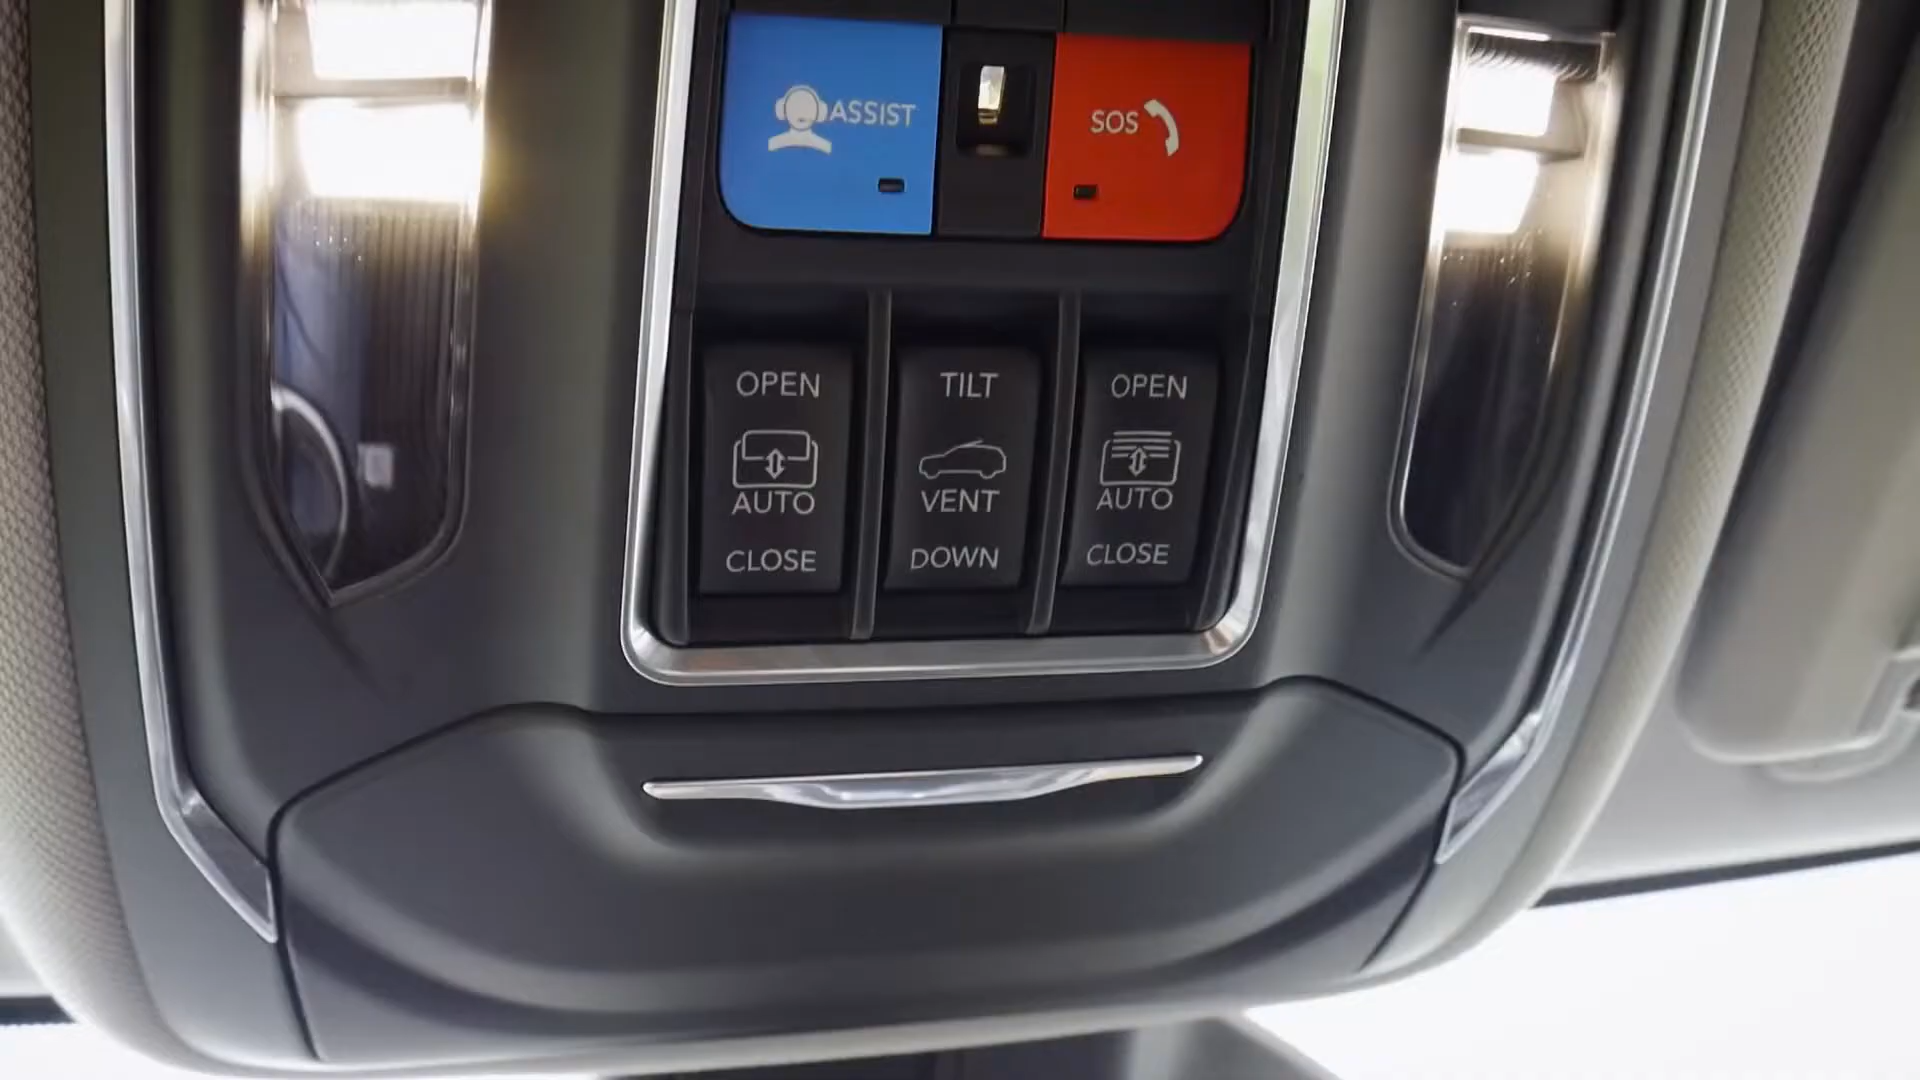 ASSIST
SOS
OPEN
AUTO
CLOSE
TILT
VENT
DOWN
OPEN
AUTO
CLOSE